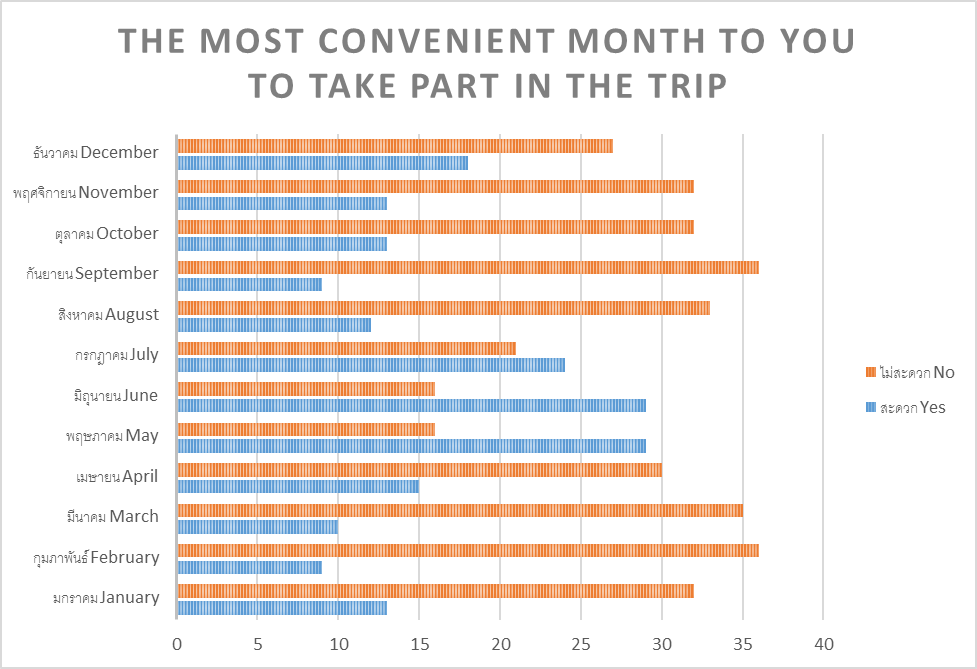 THE MOST CONVENIENT MONTH TO YOU
TO TAKE PART IN THE TRIP
ธันวาคม December
พฤศจิกายน November
ตุลาคม October
กันยายน September
สิงหาคม August
กรกฎาคม July
มิถุนายน June
พฤษภาคม May
เมษายน April
มีนาคม March
กุมภาพันธ์ February
มกราคม January
0 5 10 15 20 25 30 35 40
ไม่สะดวก No
สะดวก Yes